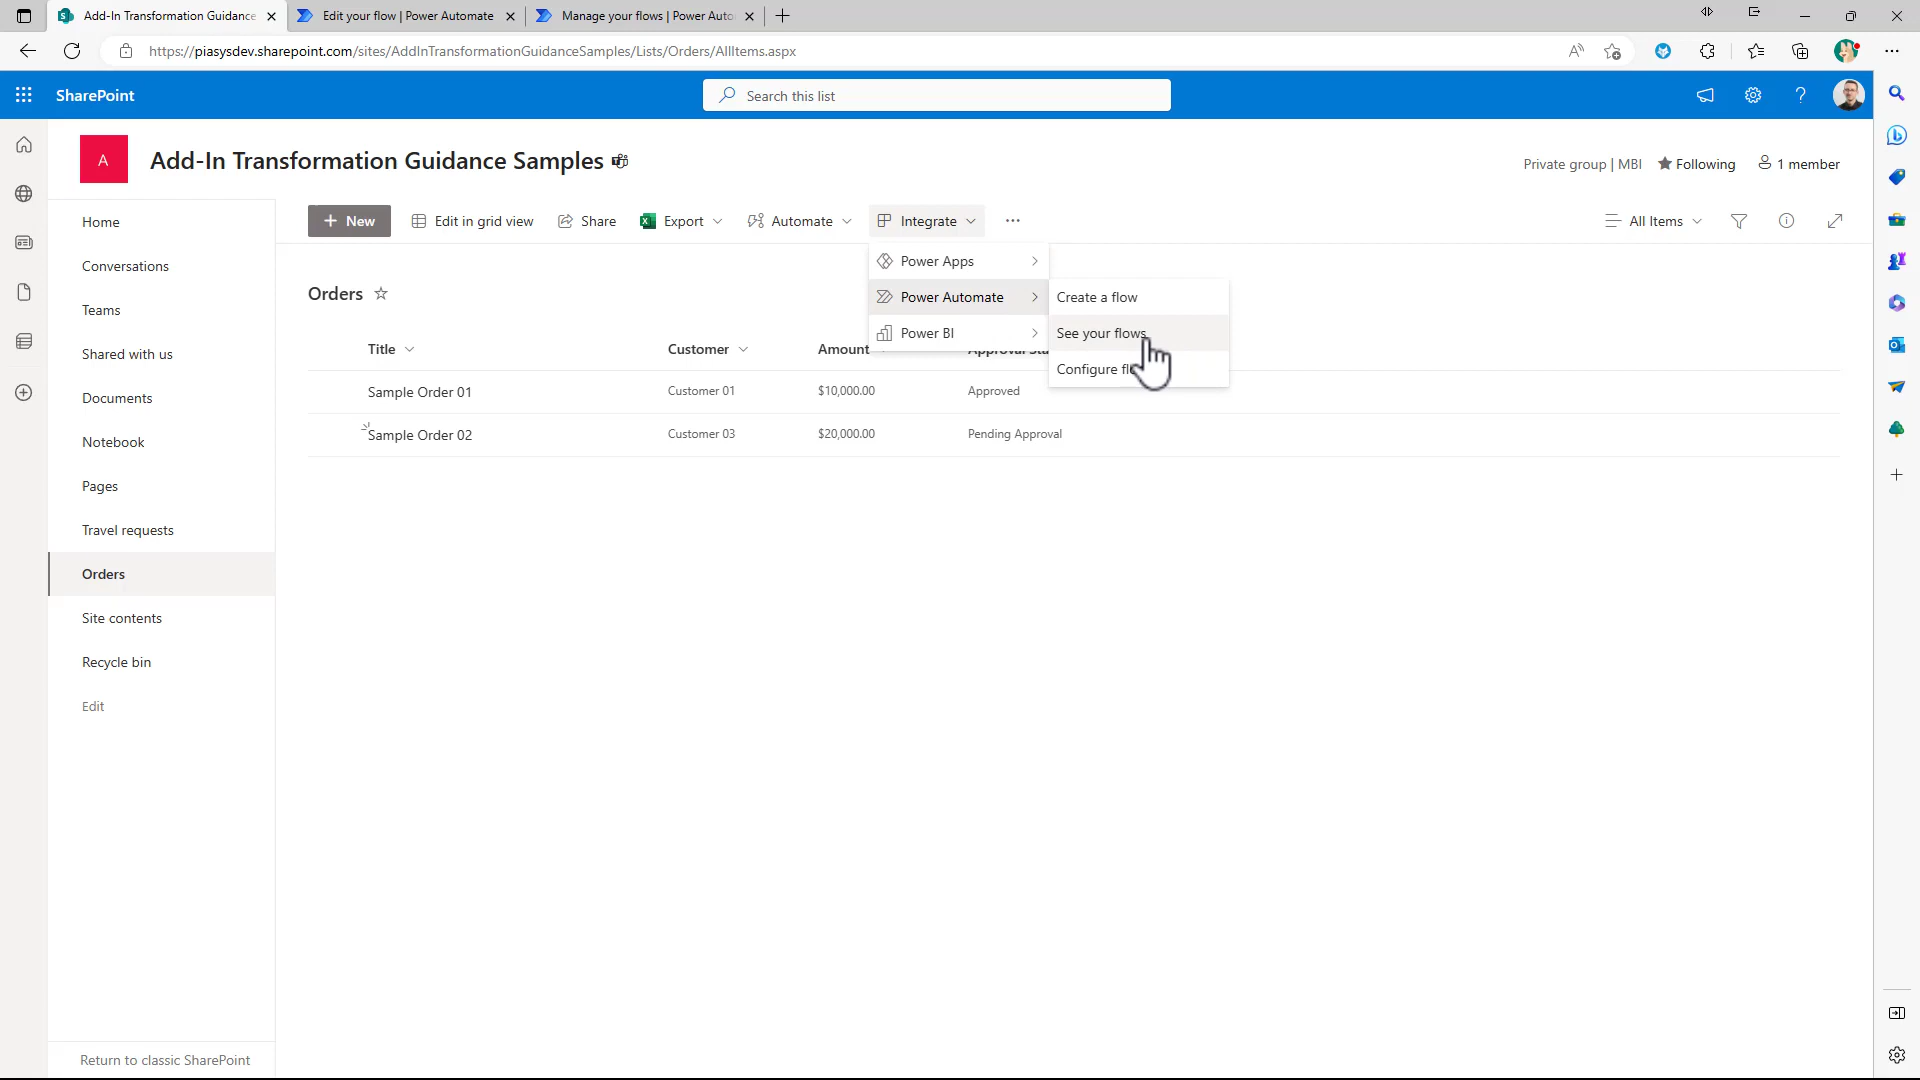 Add-In Transformation Guidance
Edit your flow | Power Automate
Manage your flows | Power Auto
https://piasysdev.sharepoint.com/sites/AddInTransformationGuidanceSamples/Lists/Orders/AllItems.aspx
SharePoint
Search this list
A
Add-In Transformation Guidance Samples
Private group | MBI
Following
1 member
Home
Conversations
Teams
Shared with us
Documents
Notebook
Pages
Travel requests
Orders
Site contents
Recycle bin
Edit
Return to classic SharePoint
New
Edit in grid view
Share
Export
Automate
Integrate
All Items
Power Apps
Power Automate
Power BI
Create a flow
See your flows
Configure
Orders
Title Customer Amount
Sample Order 01 Customer 01 $10,000.00 Approved
Sample Order 02 Customer 03 $20,000.00 Pending Approval